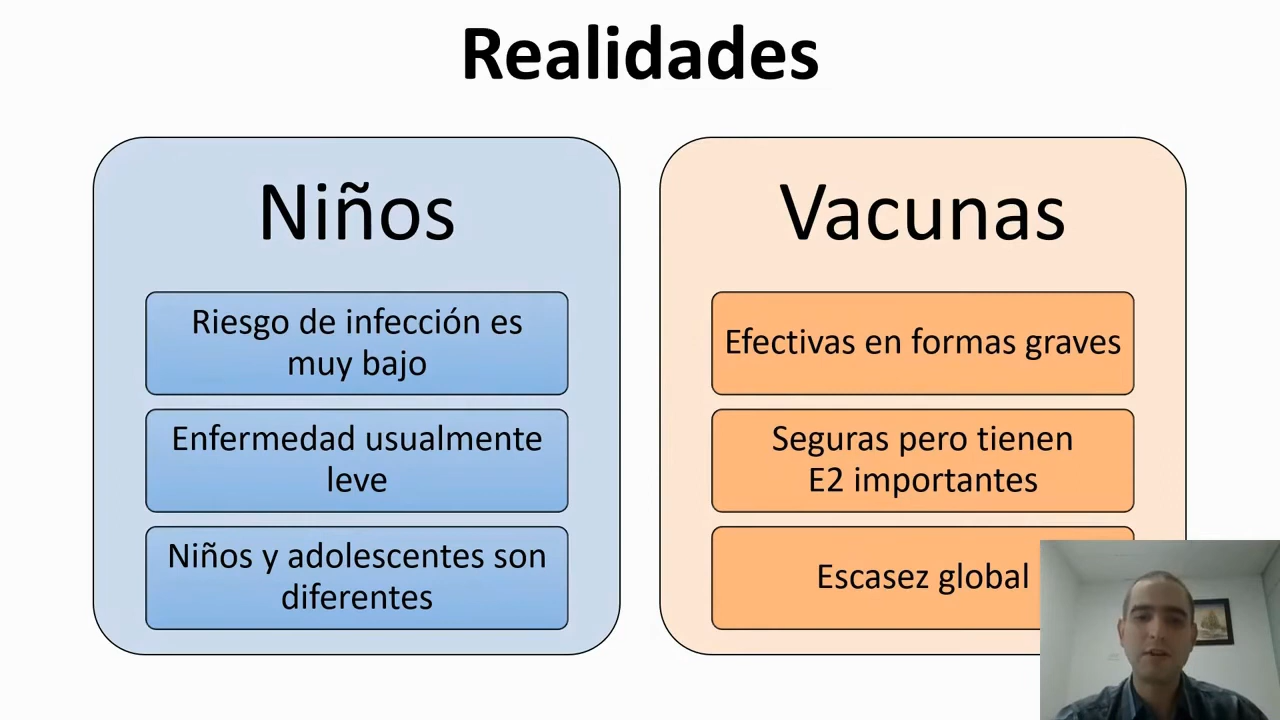 Realidades
Niños
Riesgo de infección es
muy bajo
Enfermedad usualmente
leve
Niños y adolescentes son
diferentes
Vacunas
Efectivas en formas graves
Seguras pero tienen
E2 importantes
Escasez global